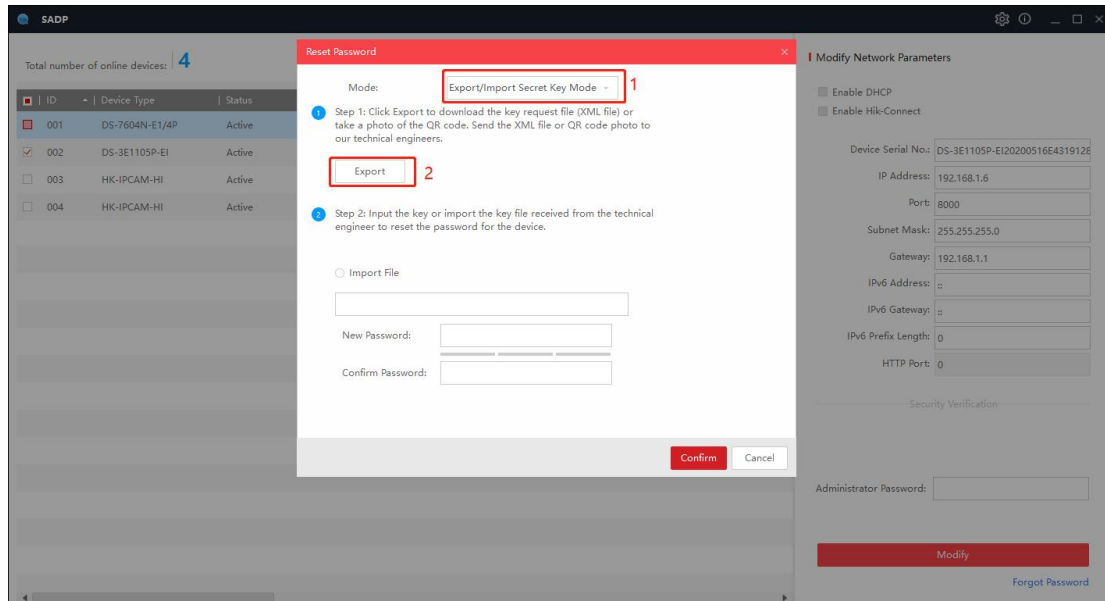 SADP
Total number of online devices: 4
ID Device Type Status
001 DS-7604N-E1/4P Active
002 DS-3E1105P-EI Active
003 HK-IPCAM-HI Active
004 HK-IPCAM-HI Active
Reset Password
Mode: Export/Import Secret Key Mode 1
1 Step 1: Click Export to download the key request file (XML file) or
take a photo of the QR code. Send the XML file or QR code photo to
our technical engineers.
Export 2
2 Step 2: Input the key or import the key file received from the technical
engineer to reset the password for the device.
Import File
New Password:
Confirm Password:
Confirm Cancel
Modify Network Parameters
Enable DHCP
Enable Hik-Connect
Device Serial No.: DS-3E1105P-EI20200516E4319128
IP Address: 192.168.1.6
Port: 8000
Subnet Mask: 255.255.255.0
Gateway: 192.168.1.1
IPv6 Address: ::
IPv6 Gateway: ::
IPv6 Prefix Length: 0
HTTP Port: 0
Security Verification
Administrator Password:
Modify
Forgot Password